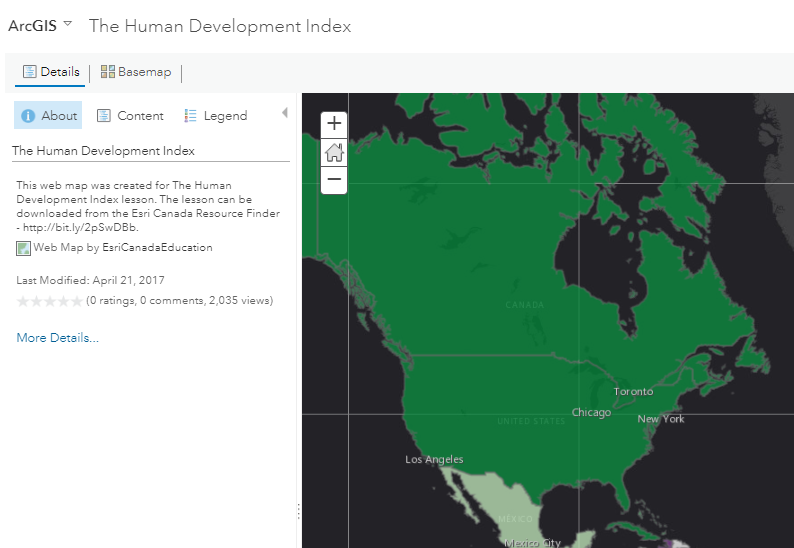 ArcGIS The Human Development Index
Details Basemap
About Content Legend
The Human Development Index
This web map was created for The Human
Development Index lesson. The lesson can be
downloaded from the Esri Canada Resource Finder
- http://bit.ly/2pSwDBb.
Web Map by EsriCanadaEducation
Last Modified: April 21, 2017
(0 ratings, 0 comments, 2,035 views)
More Details...
+
−
CANADA
Toronto
Chicago
New York
UNITED STATES
Los Angeles
MÉXICO
Mexico City